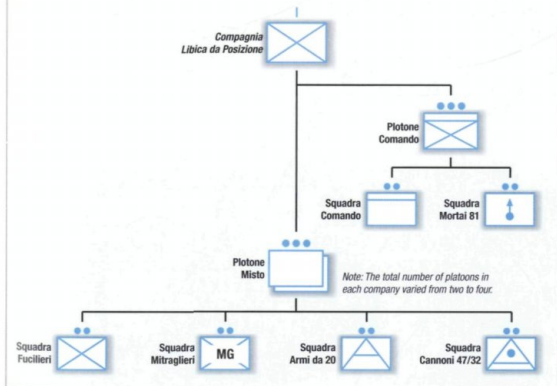 Compagnia
Libica da Posizione
Plotone
Comando
Squadra
Comando
Squadra
Mortai 81
Plotone
Misto
Note: The total number of platoons in
each company varied from two to four.
Squadra
Fucilieri
Squadra
Mitraglieri
MG
Squadra
Armi da 20
Squadra
Cannoni 47/32